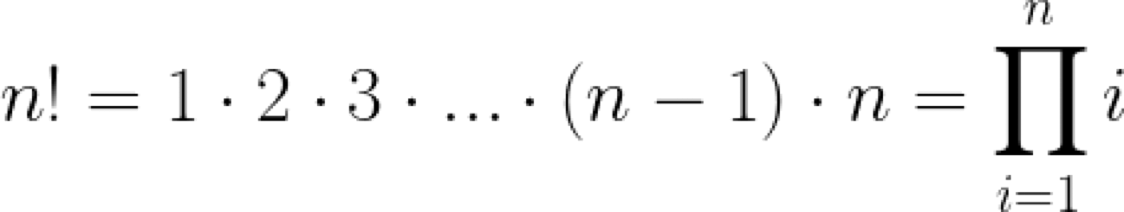 n! = 1 · 2 · 3 · ... · (n − 1) · n = ∏_{i=1}^{n} i